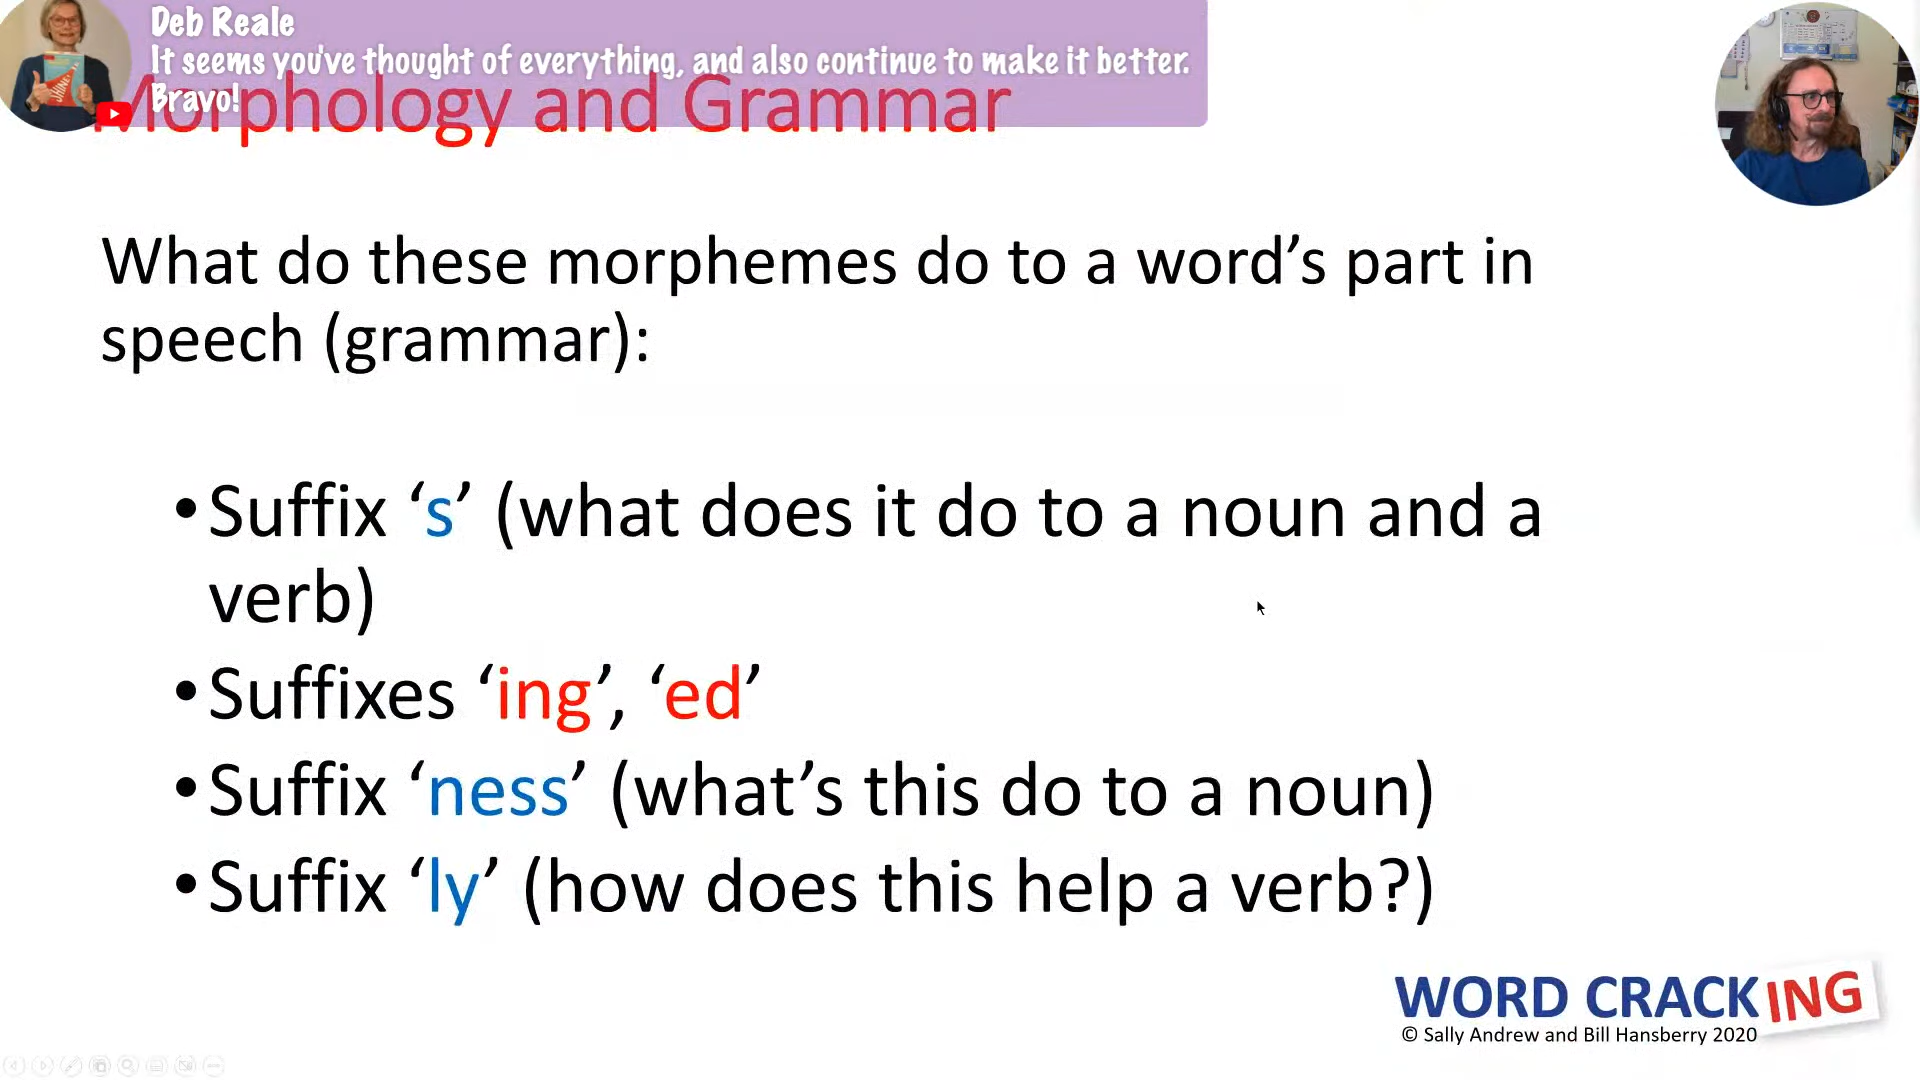 Deb Reale
It seems you've thought of everything, and also continue to make it better.
Bravo!
Morphology and Grammar
What do these morphemes do to a word’s part in
speech (grammar):
•Suffix ‘s’ (what does it do to a noun and a
verb)
•Suffixes ‘ing’, ‘ed’
•Suffix ‘ness’ (what’s this do to a noun)
•Suffix ‘ly’ (how does this help a verb?)
WORD CRACKING
© Sally Andrew and Bill Hansberry 2020